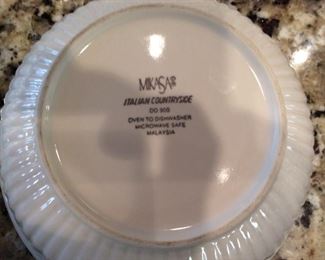 MIKASA®
ITALIAN COUNTRYSIDE
DD 900
OVEN TO DISHWASHER
MICROWAVE SAFE
MALAYSIA